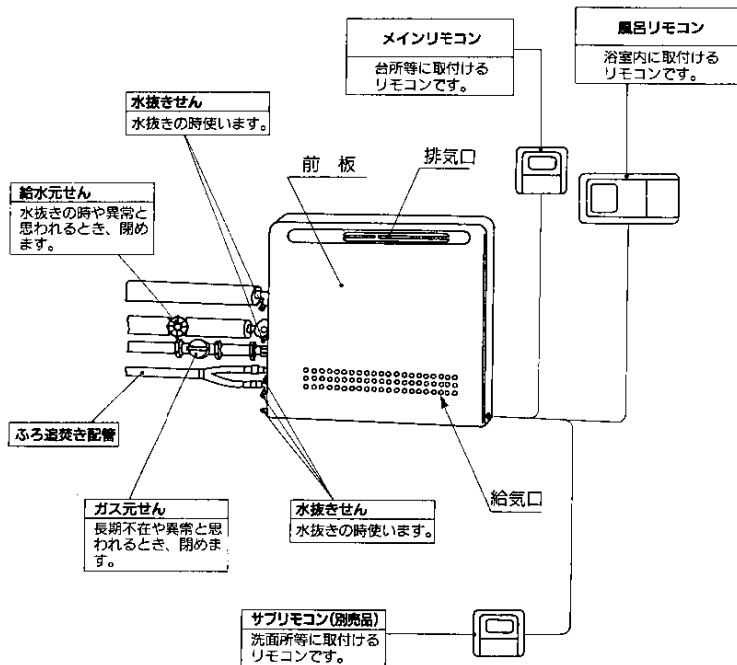 メインリモコン
台所等に取付ける
リモコンです。
風呂リモコン
浴室内に取付ける
リモコンです。
水抜きせん
水抜きの時使います。
前 板
排気口
給水元せん
水抜きの時や異常と
思われるとき、閉め
ます。
ふろ追焚き配管
ガス元せん
長期不在や異常と思
われるとき、閉めま
す。
水抜きせん
水抜きの時使います。
給気口
サブリモコン(別売品)
洗面所等に取付ける
リモコンです。